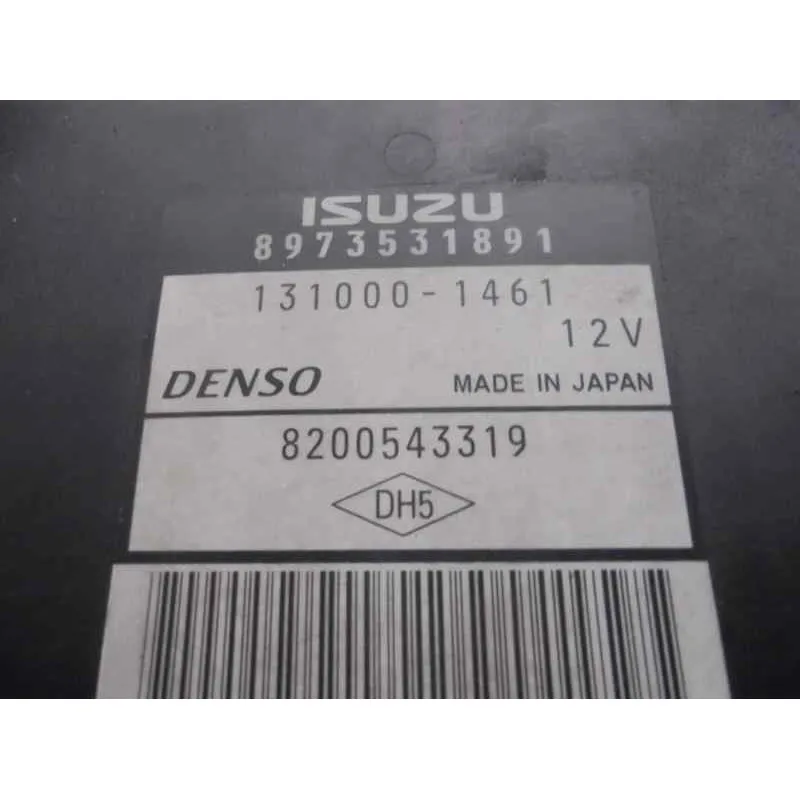 ISUZU
8973531891
131000-1461
12V
DENSO MADE IN JAPAN
8200543319
DH5